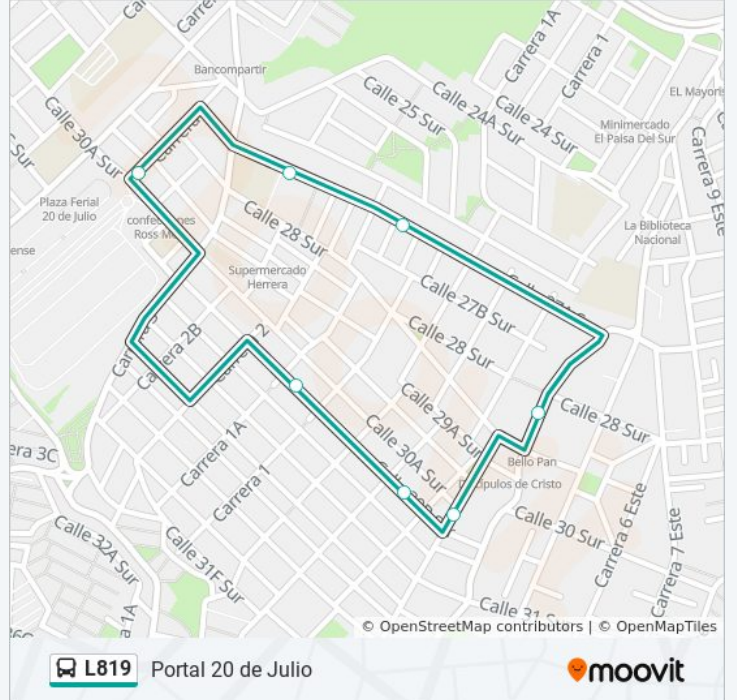 Carrera 1A
Carrera 1
Bancompartir
Calle 25 Sur
Calle 24A Sur
Calle 24 Sur
EL Mayoris
Minimercado
El Paisa Del Sur
Calle 30A Sur
Carrera 9 Este
Plaza Ferial
20 de Julio
Calle 28 Sur
La Biblioteca
Nacional
Supermercado
Herrera
Calle 27B Sur
Calle 28 Sur
Carrera 2B
Calle 29A Sur
Calle 28 Sur
Calle 30A Sur
Carrera 1A
Carrera 1
Bello Pan
Calle 30 Sur
Carrera 6 Este
Carrera 7 Este
Calle 32A Sur
Calle 31F Sur
© OpenStreetMap contributors | © OpenMapTiles
L819 Portal 20 de Julio
moovit